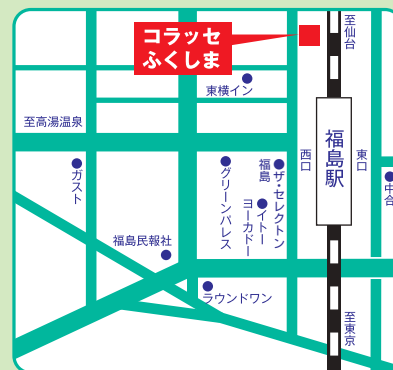 コラッセ
ふくしま
至仙台
東横イン
至高湯温泉
福島駅
西口
東口
ガスト
グリーンパレス
福島
ザ・セレクトン
イトー
ヨーカドー
中合
福島民報社
ラウンドワン
至東京